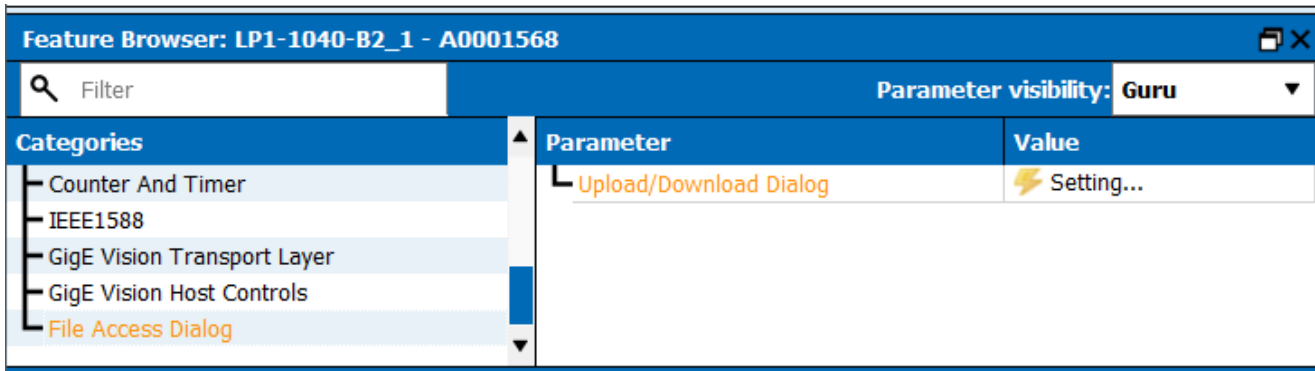 Feature Browser: LP1-1040-B2_1 - A0001568
Filter
Parameter visibility: Guru
Categories
Parameter
Value
Counter And Timer
Upload/Download Dialog
Setting...
IEEE1588
GigE Vision Transport Layer
GigE Vision Host Controls
File Access Dialog